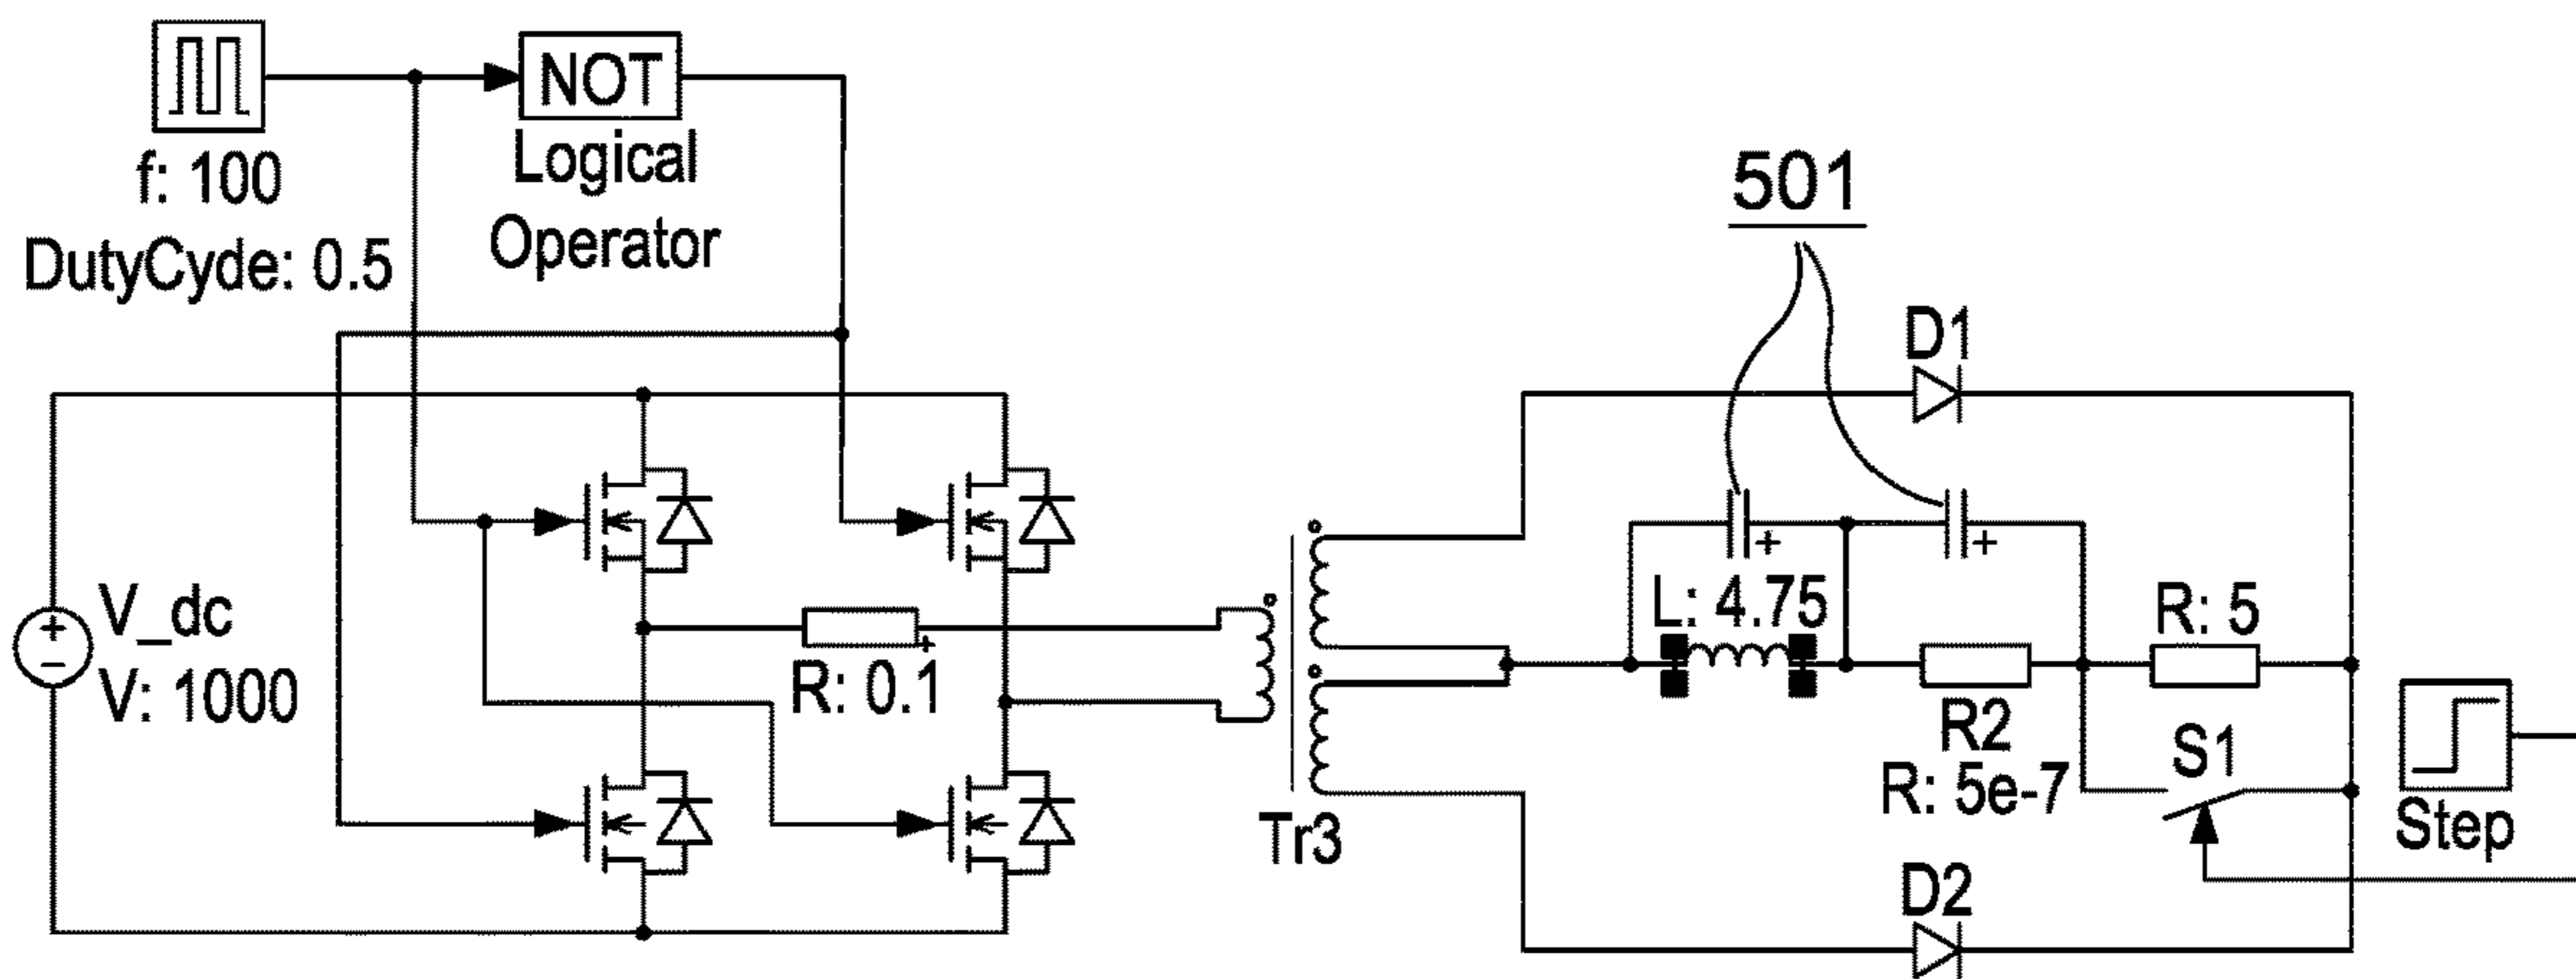 NOT
f: 100
DutyCyde: 0.5
Logical
Operator
501
D1
V_dc
V: 1000
R: 0.1
L: 4.75
R: 5
R2
R: 5e-7
S1
Step
Tr3
D2